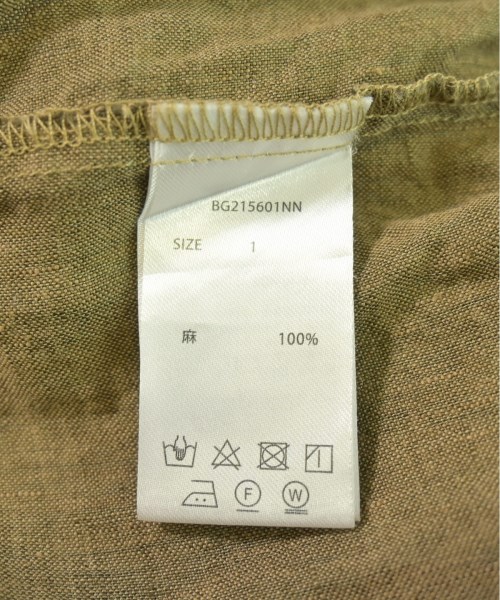 BG215601NN
SIZE 1
麻 100%
F W